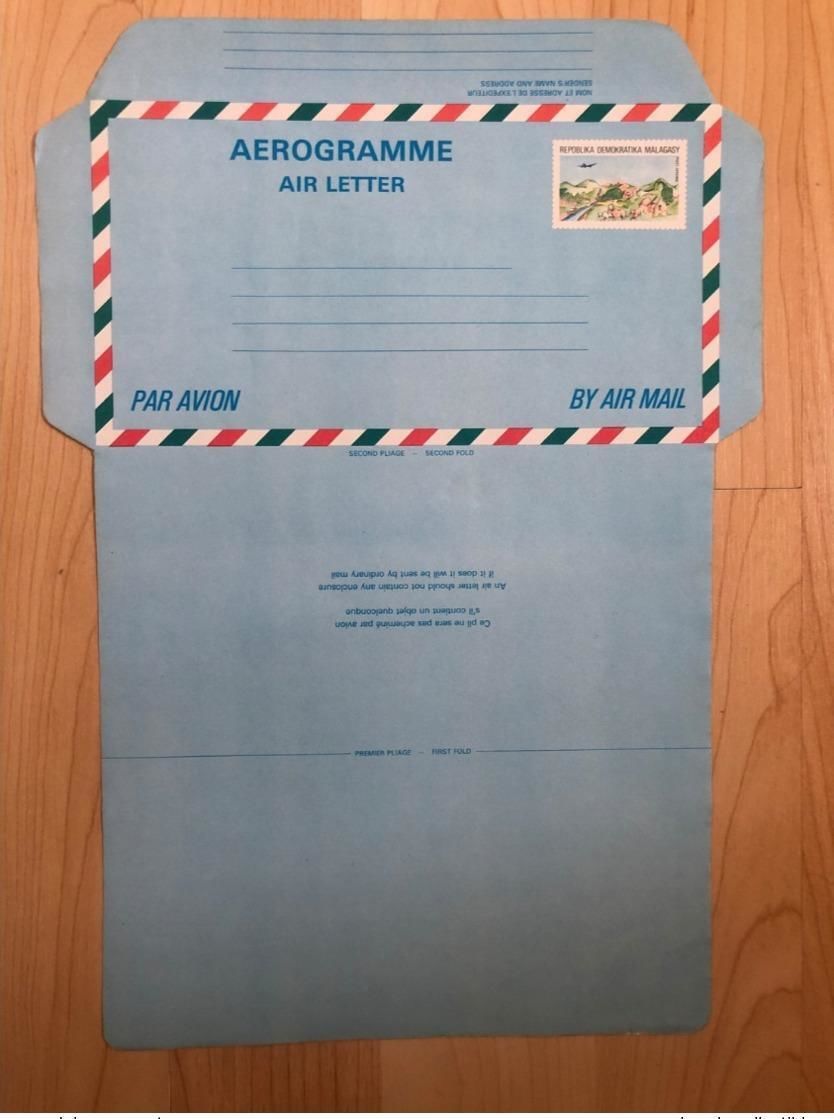 NOM ET ADRESSE DE L'EXPEDITEUR
SENDER'S NAME AND ADDRESS
AEROGRAMME
AIR LETTER
REPOBLIKA DEMOKRATIKA MALAGASY
PAR AVION
BY AIR MAIL
SECOND PLIAGE - SECOND FOLD
Ce pli ne sera pas acheminé par avion
s'il contient un objet quelconque
An air letter should not contain any enclosure
if it does it will be sent by ordinary mail
PREMIER PLIAGE - FIRST FOLD